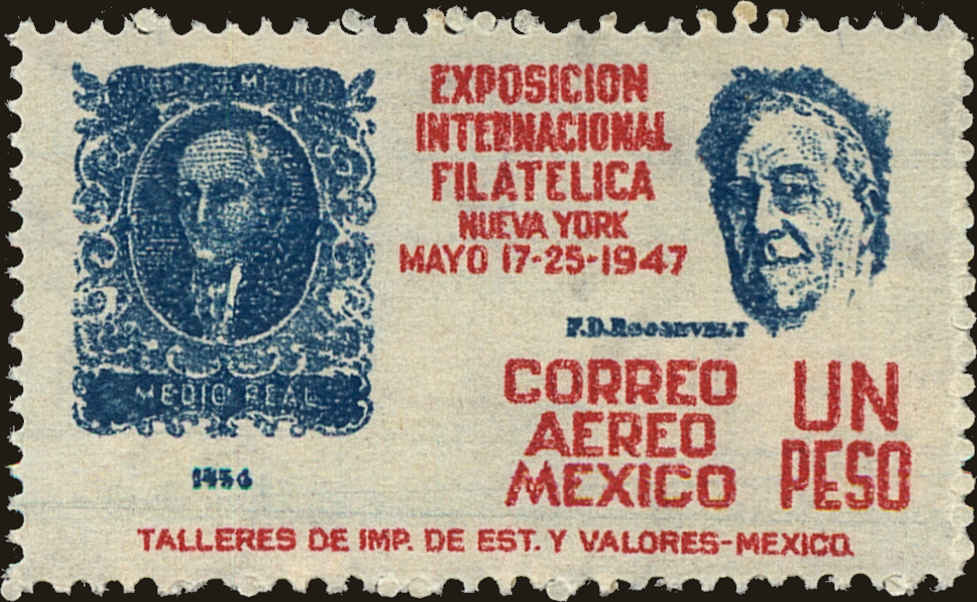 MEDIO REAL
EXPOSICION
INTERNACIONAL
FILATELICA
NUEVA YORK
MAYO 17-25-1947
F.D. ROOSEVELT
CORREO
AEREO
MEXICO
UN
PESO
TALLERES DE IMP. DE EST. Y VALORES-MEXICO.